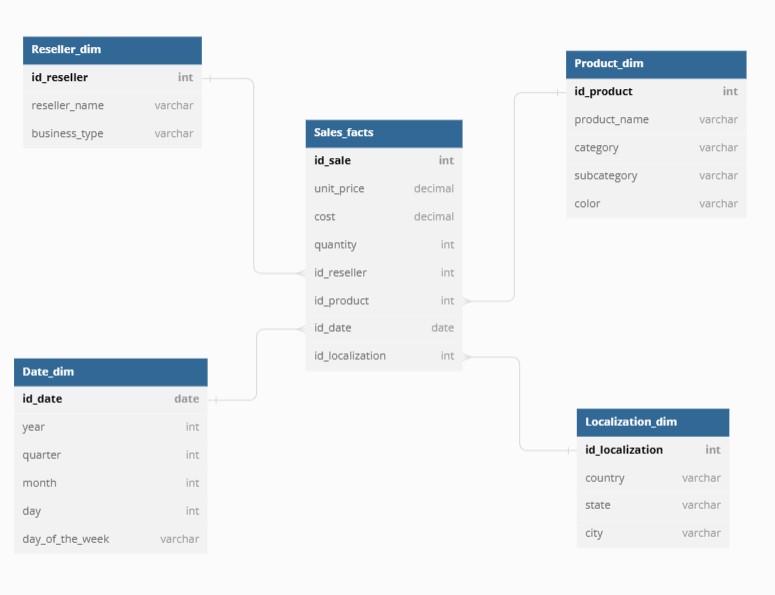 Reseller_dim
id_reseller int
reseller_name varchar
business_type varchar
Sales_facts
id_sale int
unit_price decimal
cost decimal
quantity int
id_reseller int
id_product int
id_date date
id_localization int
Product_dim
id_product int
product_name varchar
category varchar
subcategory varchar
color varchar
Date_dim
id_date date
year int
quarter int
month int
day int
day_of_the_week varchar
Localization_dim
id_localization int
country varchar
state varchar
city varchar